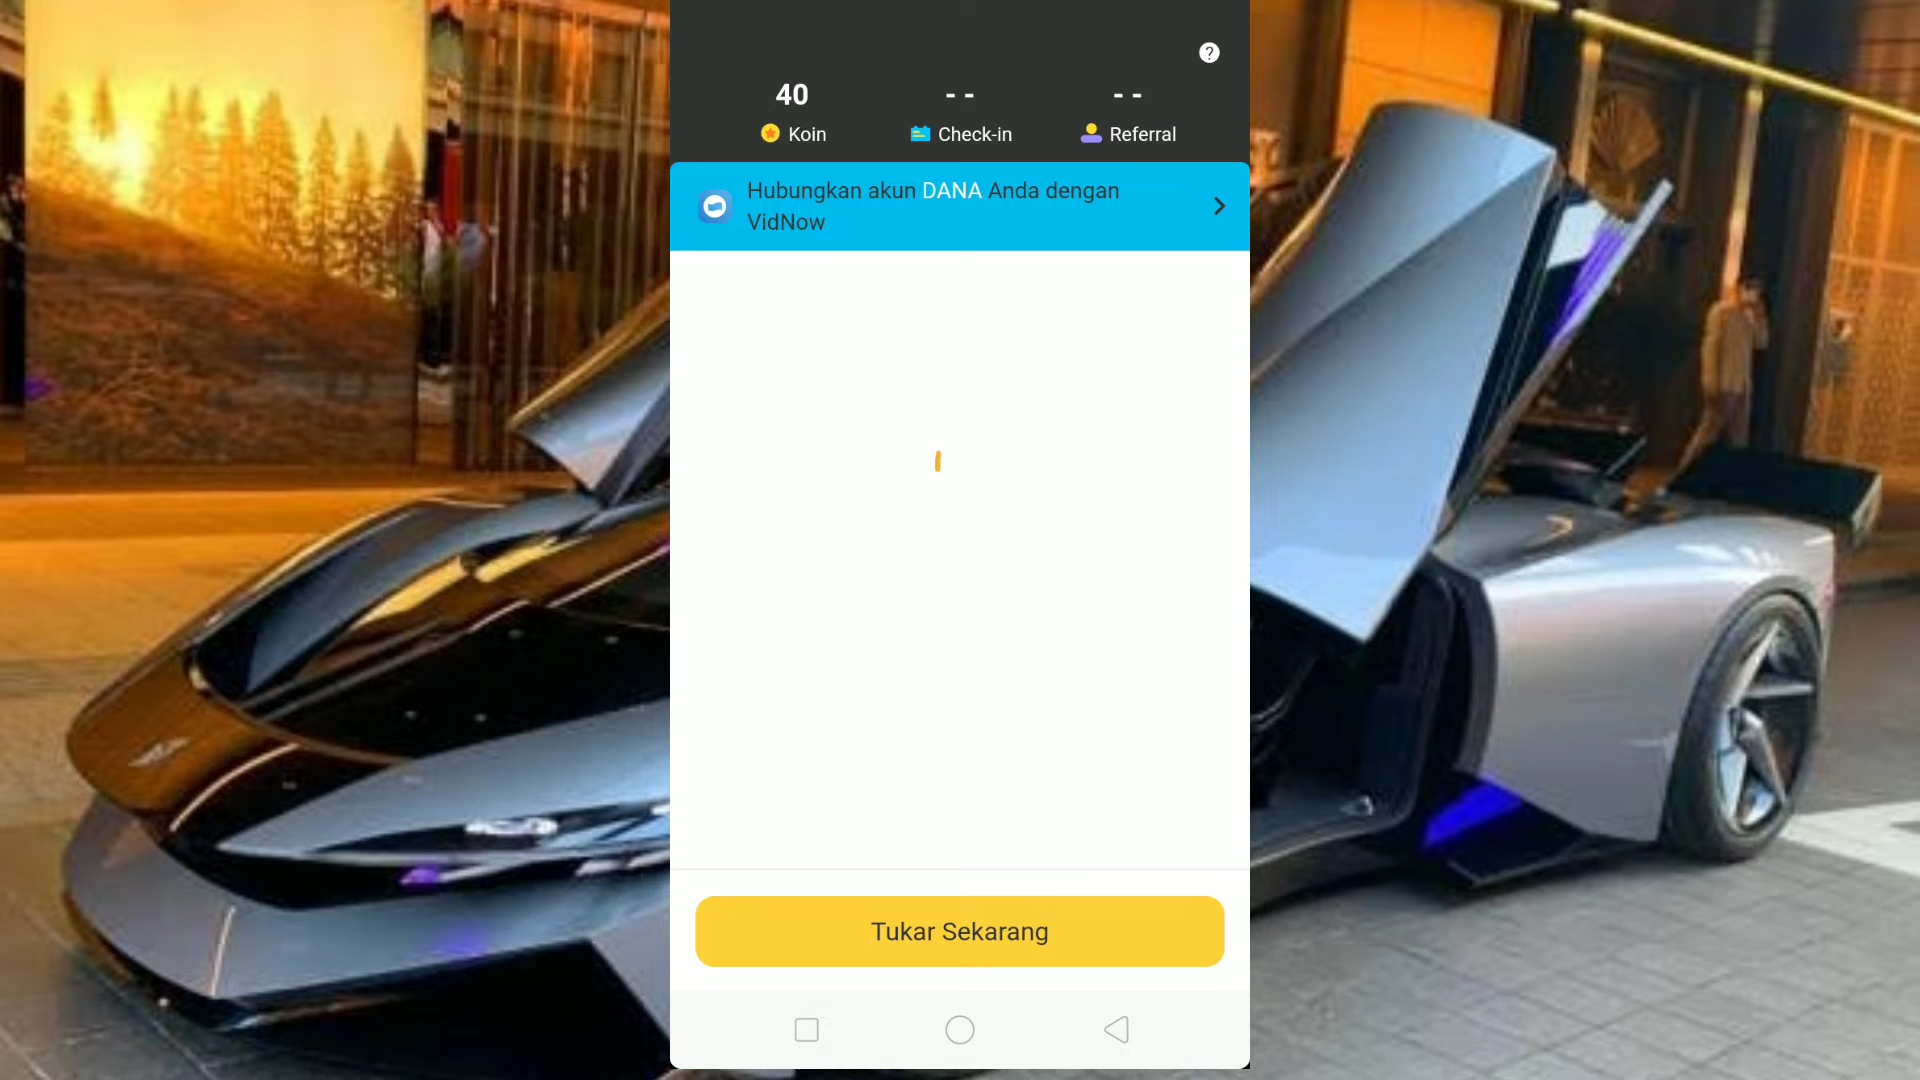 ?
40
- -
- -
Koin
Check-in
Referral
Hubungkan akun DANA Anda dengan
VidNow
Tukar Sekarang